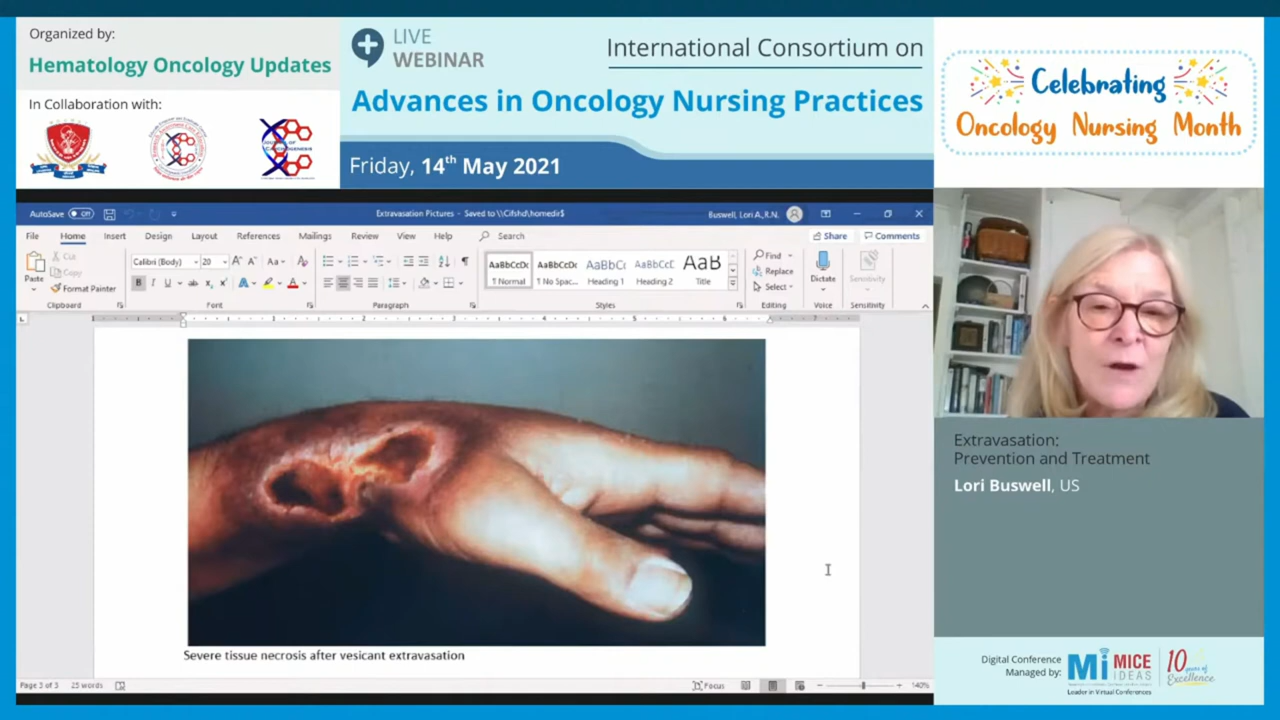 Organized by:
Hematology Oncology Updates
In Collaboration with:
LIVE
WEBINAR
International Consortium on
Advances in Oncology Nursing Practices
Friday, 14th May 2021
Celebrating
Oncology Nursing Month
AutoSave Off
Extravasation Pictures - Saved to \\Cifshd\homedir$
Buswell, Lori A.,R.N.
File Home Insert Design Layout References Mailings Review View Help Search
Share Comments
Paste
Cut
Copy
Format Painter
Clipboard
Calibri (Body) 20
Font
Paragraph
AaBbCcDc AaBbCcDc AaBbCc AaBbCcC AaB
1 Normal 1 No Spac... Heading 1 Heading 2 Title
Styles
Find
Replace
Select
Editing
Dictate
Voice
Sensitivity
Sensitivity
Severe tissue necrosis after vesicant extravasation
Page 3 of 3 25 words
Focus
140%
Extravasation:
Prevention and Treatment
Lori Buswell, US
Digital Conference
Managed by:
Mi MICE
IDEAS
Leader in Virtual Conferences
10 years of
Excellence